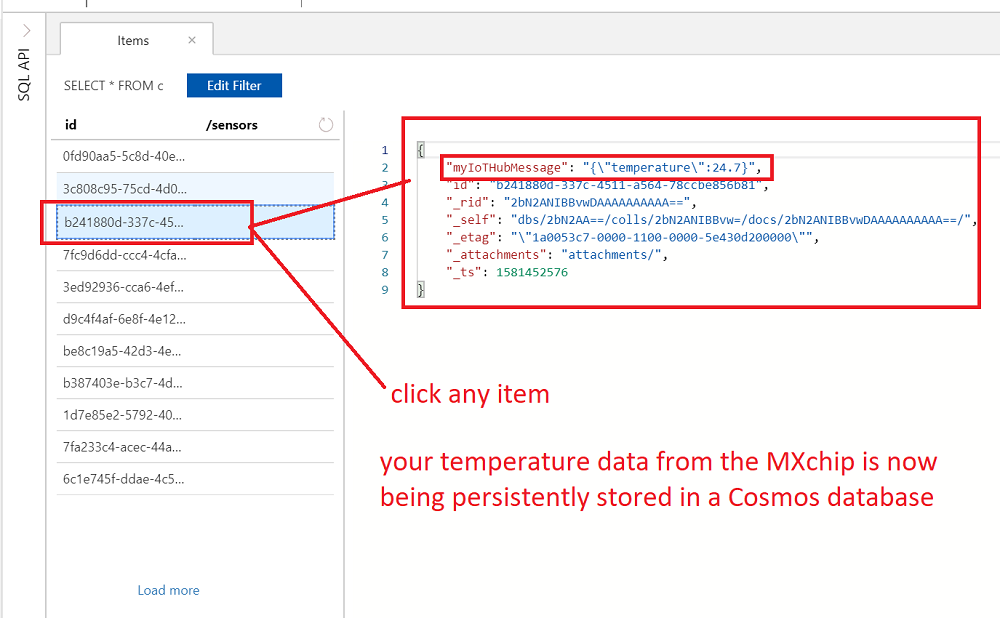 SQL API
Items ×
SELECT * FROM c
Edit Filter
id /sensors
0fd90aa5-5c8d-40e...
3c808c95-75cd-4d0...
b241880d-337c-45...
7fc9d6dd-ccc4-4cfa...
3ed92936-cca6-4ef...
d9c4f4af-6e8f-4e12...
be8c19a5-42d3-4e...
b387403e-b3c7-4d...
1d7e85e2-5792-40...
7fa233c4-acec-44a...
6c1e745f-ddae-4c5...
Load more
1 {
2 "myIoTHubMessage": "{\"temperature\":24.7}",
3 "id": "b241880d-337c-4511-a564-78ccbe856b81",
4 "_rid": "2bN2ANIBBvwDAAAAAAAAAA==",
5 "_self": "dbs/2bN2AA==/colls/2bN2ANIBBvw=/docs/2bN2ANIBBvwDAAAAAAAAAA==/",
6 "_etag": "\"1a0053c7-0000-1100-0000-5e430d200000\"",
7 "_attachments": "attachments/",
8 "_ts": 1581452576
9 }
click any item
your temperature data from the MXchip is now
being persistently stored in a Cosmos database